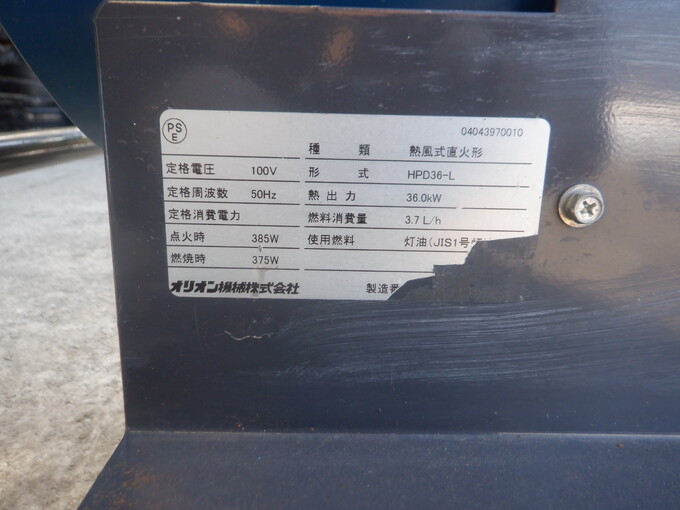 PS
E
04043970010
種 類 熱風式直火形
定格電圧 100V 形 式 HPD36-L
定格周波数 50Hz 熱出力 36.0kW
定格消費電力 燃料消費量 3.7 L/h
点火時 385W 使用燃料 灯油(JIS1号
燃焼時 375W
オリオン機械株式会社 製造番